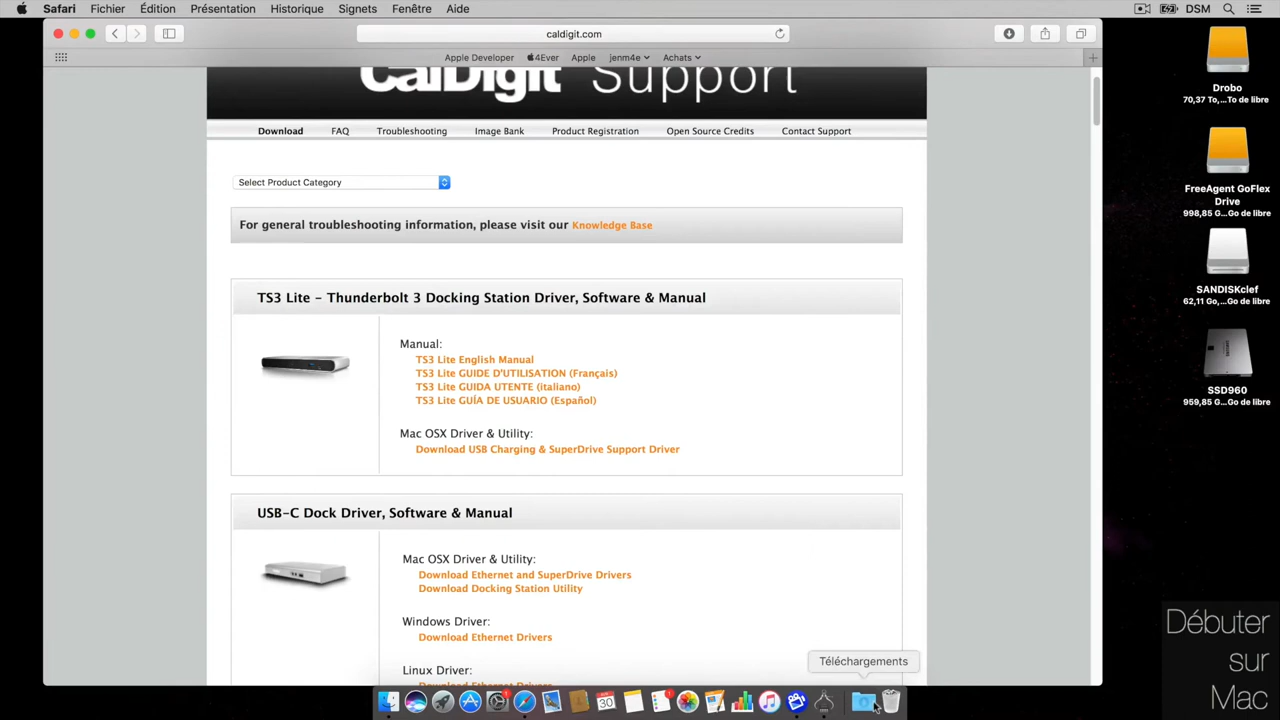 Safari Fichier Édition Présentation Historique Signets Fenêtre Aide DSM
caldigit.com
Apple Developer 4Ever Apple jenm4e Achats
CalDigit Support
Download FAQ Troubleshooting Image Bank Product Registration Open Source Credits Contact Support
Select Product Category
For general troubleshooting information, please visit our Knowledge Base
TS3 Lite - Thunderbolt 3 Docking Station Driver, Software & Manual
Manual:
TS3 Lite English Manual
TS3 Lite GUIDE D'UTILISATION (Français)
TS3 Lite GUIDA UTENTE (italiano)
TS3 Lite GUÍA DE USUARIO (Español)
Mac OSX Driver & Utility:
Download USB Charging & SuperDrive Support Driver
USB-C Dock Driver, Software & Manual
Mac OSX Driver & Utility:
Download Ethernet and SuperDrive Drivers
Download Docking Station Utility
Windows Driver:
Download Ethernet Drivers
Linux Driver:
Download Ethernet Drivers
Drobo
70,37 To,...To de libre
FreeAgent GoFlex
Drive
998,85 G...Go de libre
SANDISKclef
62,11 Go,...Go de libre
SSD960
959,85 G...Go de libre
Débuter
sur
Mac
Téléchargements
30